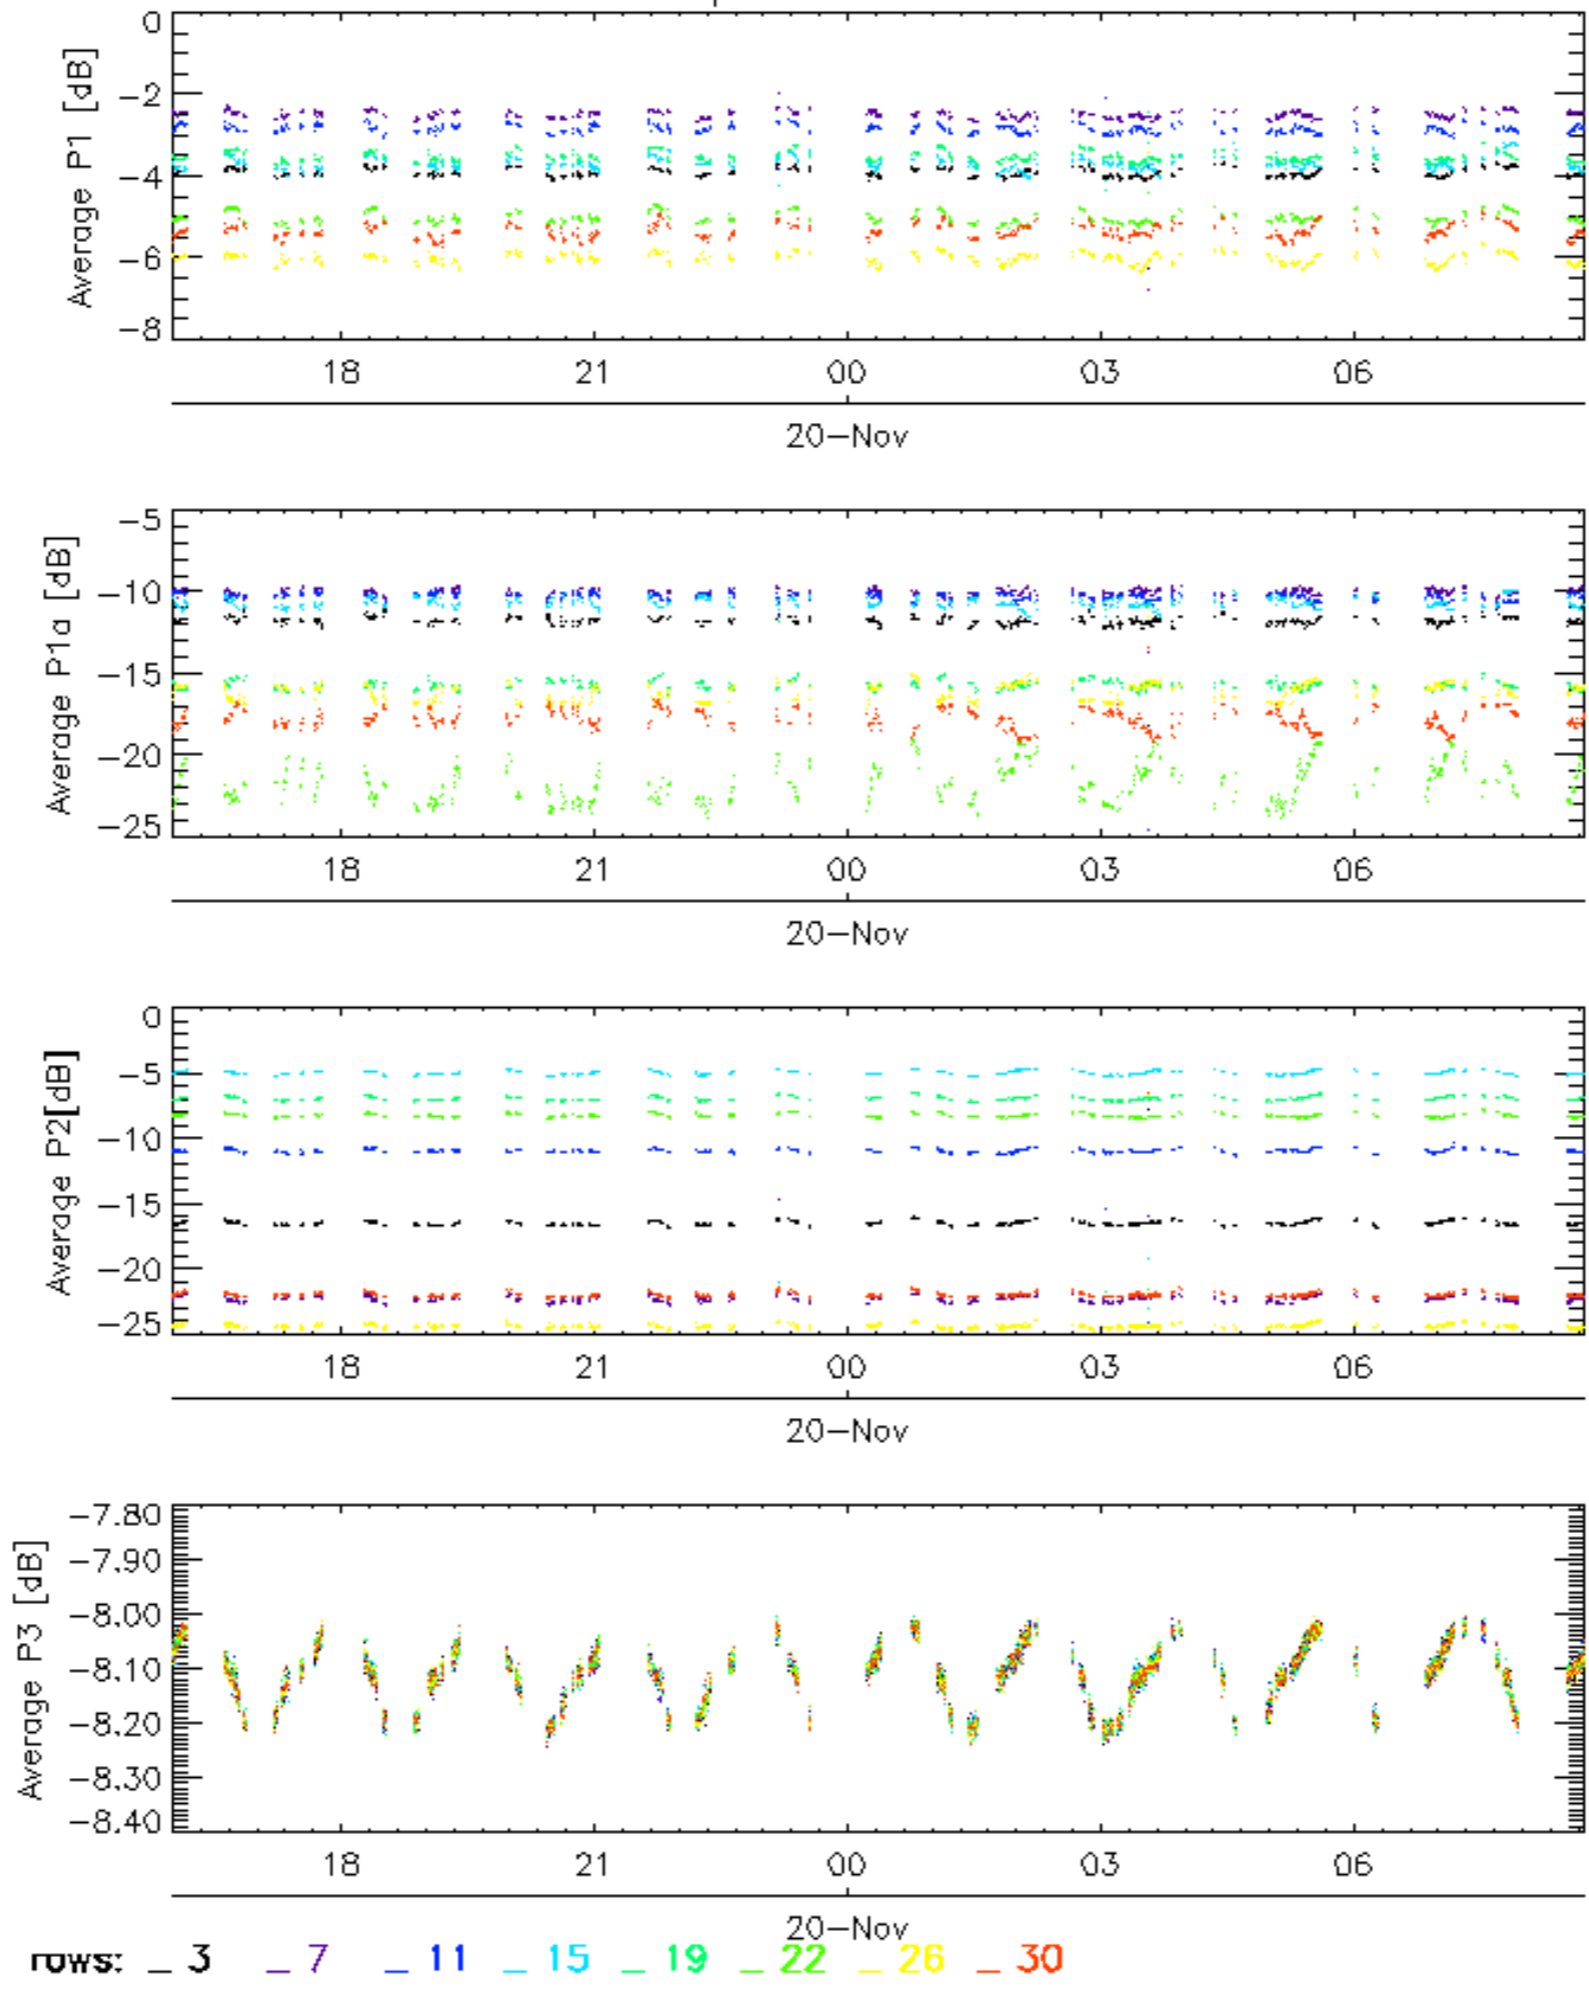 0
Average P1 [dB]
−2
−4
−6
−8
18 21 00 03 06
20−Nov
−5
Average P1a [dB]
−10
−15
−20
−25
18 21 00 03 06
20−Nov
0
Average P2[dB]
−5
−10
−15
−20
−25
18 21 00 03 06
20−Nov
−7.80
Average P3 [dB]
−7.90
−8.00
−8.10
−8.20
−8.30
−8.40
18 21 00 03 06
20−Nov
rows: _ 3 _ 7 _ 11 _ 15 _ 19 _ 22 _ 26 _ 30